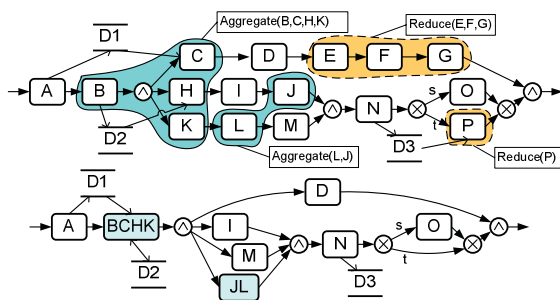 Aggregate(B,C,H,K)
Reduce(E,F,G)
D1
C D E F G
A B ∧ H I J ∧ N ⊗ s O ⊗ ∧
K L M t P
D2
D3
Aggregate(L,J)
Reduce(P)
D1
D
A BCHK ∧ I ∧ N ⊗ s O ⊗ ∧
M t
D2
JL
D3